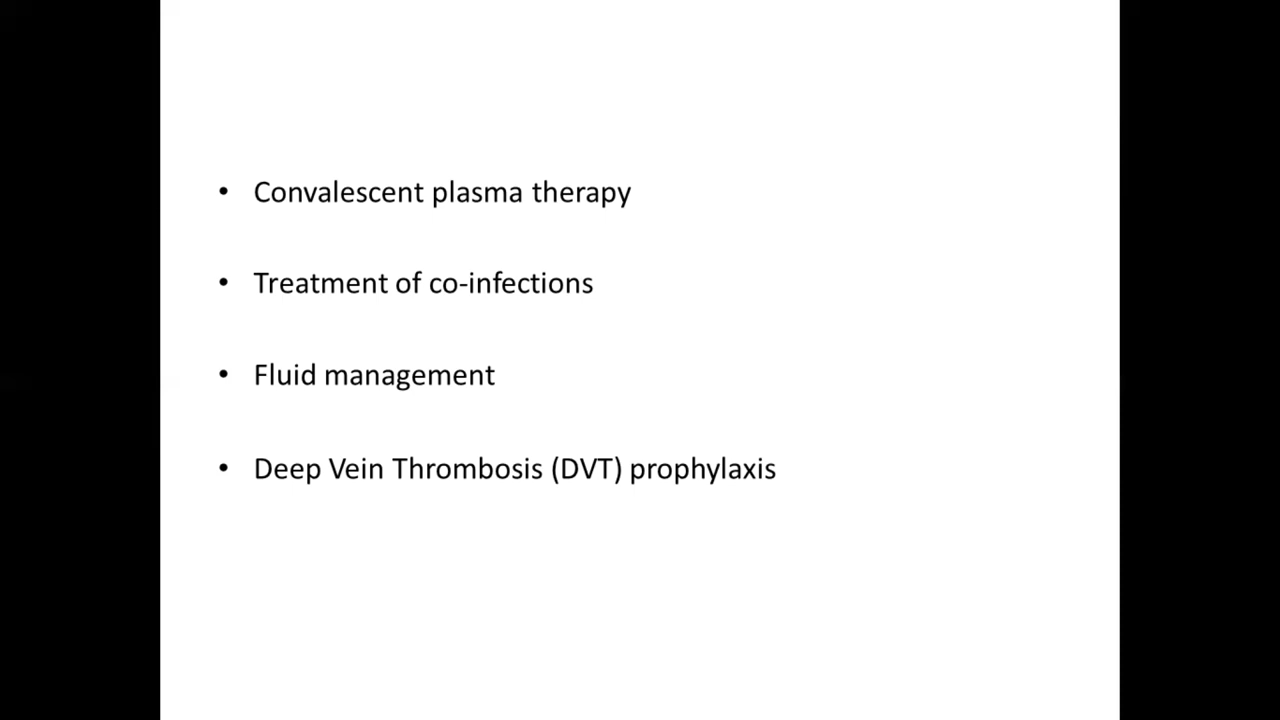 • Convalescent plasma therapy
• Treatment of co-infections
• Fluid management
• Deep Vein Thrombosis (DVT) prophylaxis